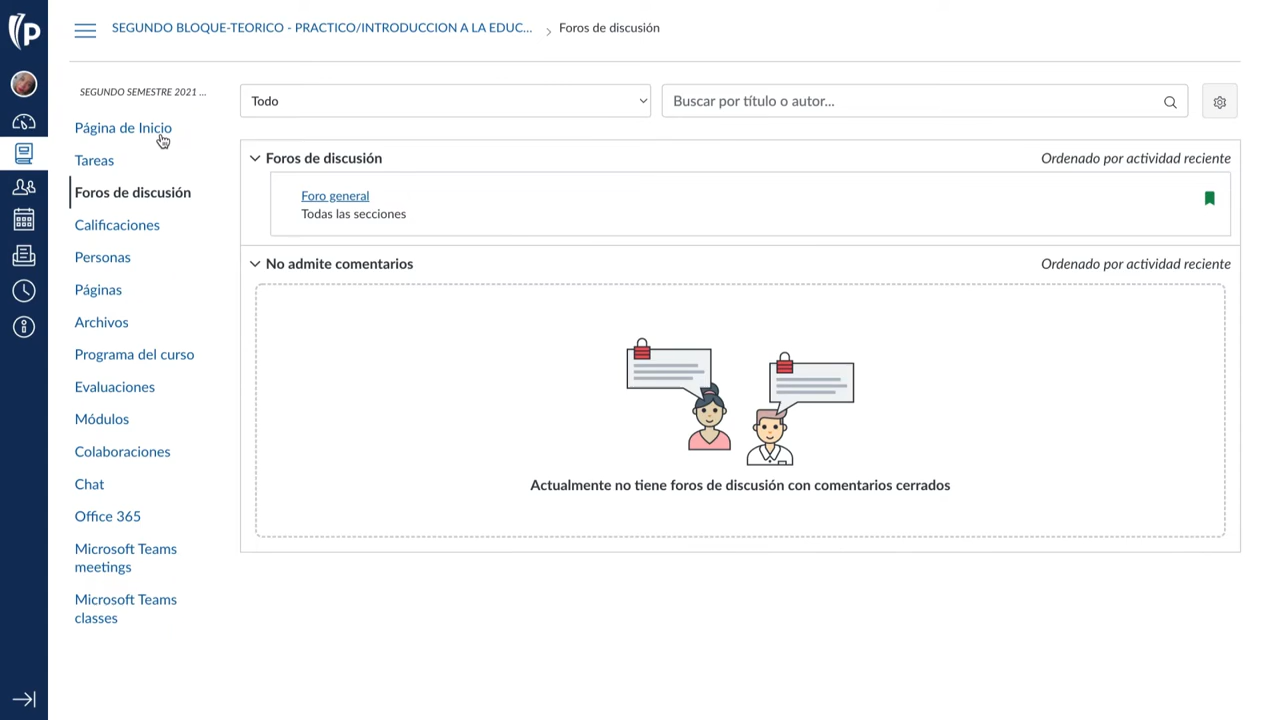 SEGUNDO BLOQUE-TEORICO - PRACTICO/INTRODUCCION A LA EDUC... > Foros de discusión
SEGUNDO SEMESTRE 2021 ...
Página de Inicio
Tareas
Foros de discusión
Calificaciones
Personas
Páginas
Archivos
Programa del curso
Evaluaciones
Módulos
Colaboraciones
Chat
Office 365
Microsoft Teams
meetings
Microsoft Teams
classes
Todo
Buscar por título o autor...
Foros de discusión
Ordenado por actividad reciente
Foro general
Todas las secciones
No admite comentarios
Ordenado por actividad reciente
Actualmente no tiene foros de discusión con comentarios cerrados